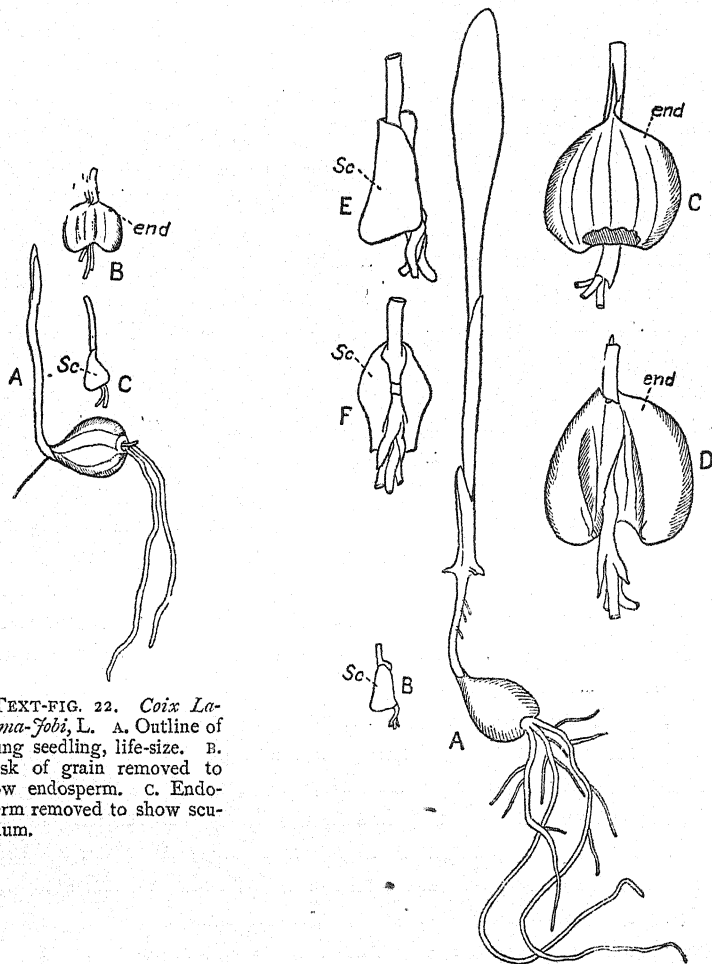 end
B
A
Sc
C
Sc
E
end
C
Sc
F
end
D
Sc
B
A
TEXT-FIG. 22. Coix La-
ma-Jobi, L. A. Outline of
ng seedling, life-size. B.
sk of grain removed to
w endosperm. C. Endo-
rm removed to show scu-
um.